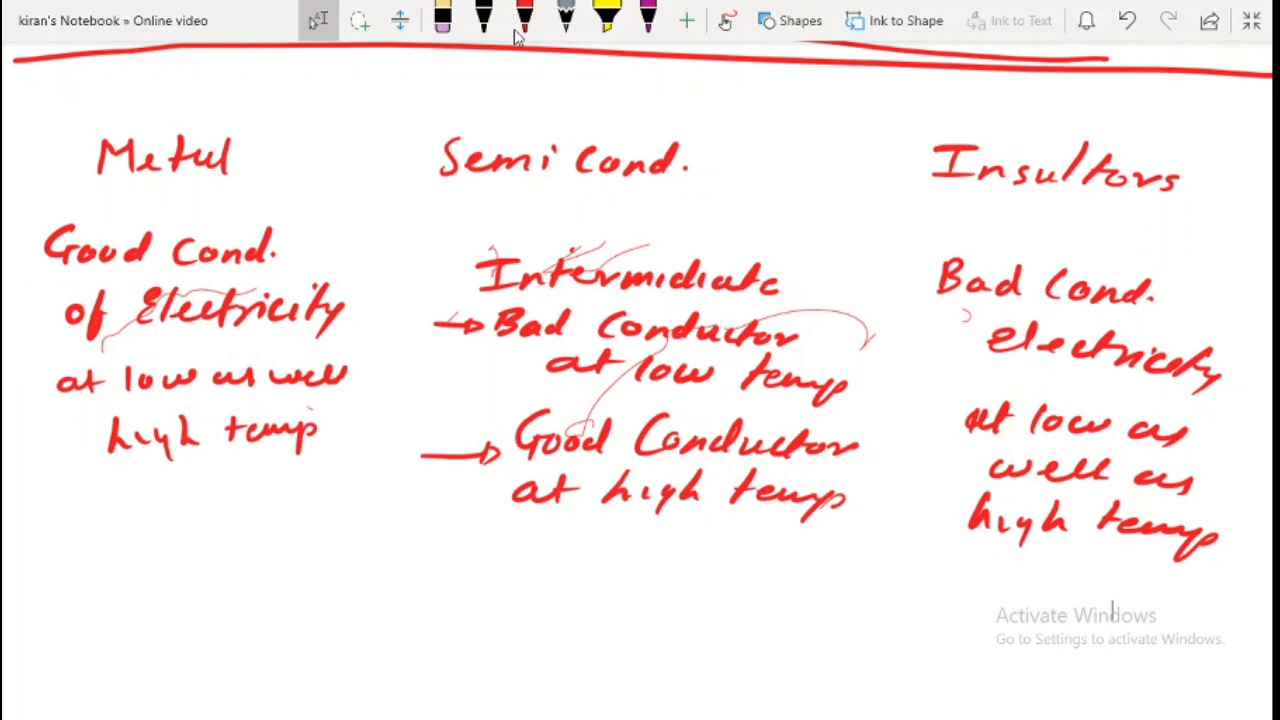 kiran's Notebook » Online video
Shapes
Ink to Shape
Ink to Text
Metal
Good Cond.
of Electricity
at low as well
high temp
Semi Cond.
Intermidiate
→ Bad Conductor
at low temp
→ Good Conductor
at high temp
Insultors
Bad Cond.
electricity
at low as
well as
high temp
Activate Windows
Go to Settings to activate Windows.